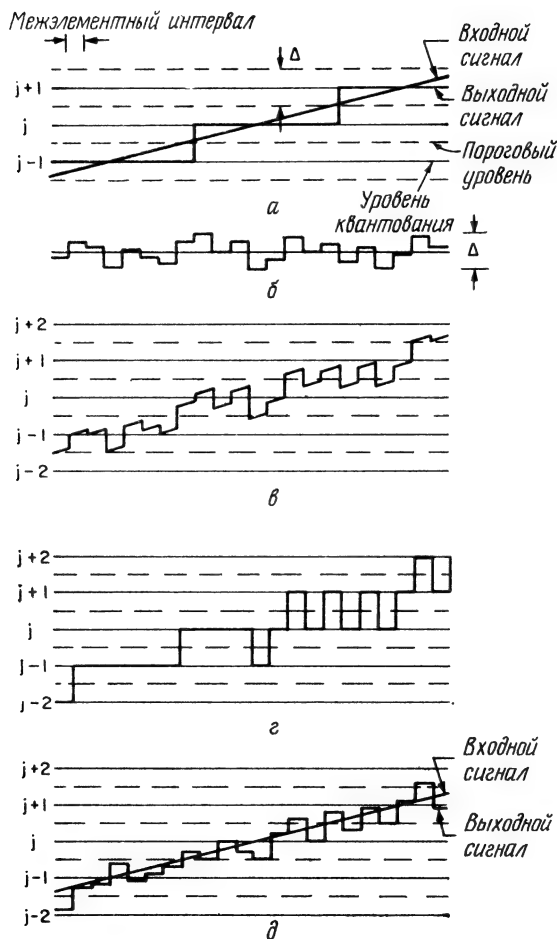 Межэлементный интервал
Входной
сигнал
Δ
j+1
Выходной
сигнал
j
Пороговый
уровень
j-1
Уровень
квантования
а
Δ
б
j+2
j+1
j
j-1
j-2
в
j+2
j+1
j
j-1
j-2
г
Входной
сигнал
j+2
j+1
Выходной
сигнал
j
j-1
j-2
д